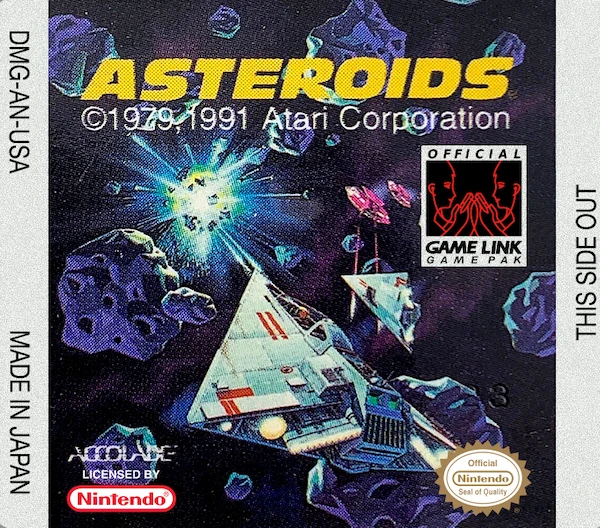 DMG-AN-USA
MADE IN JAPAN
ASTEROIDS
©1979, 1991 Atari Corporation
OFFICIAL
GAME LINK
GAME PAK
THIS SIDE OUT
ACCOLADE
LICENSED BY
Nintendo®
Official
Nintendo
Seal of Quality